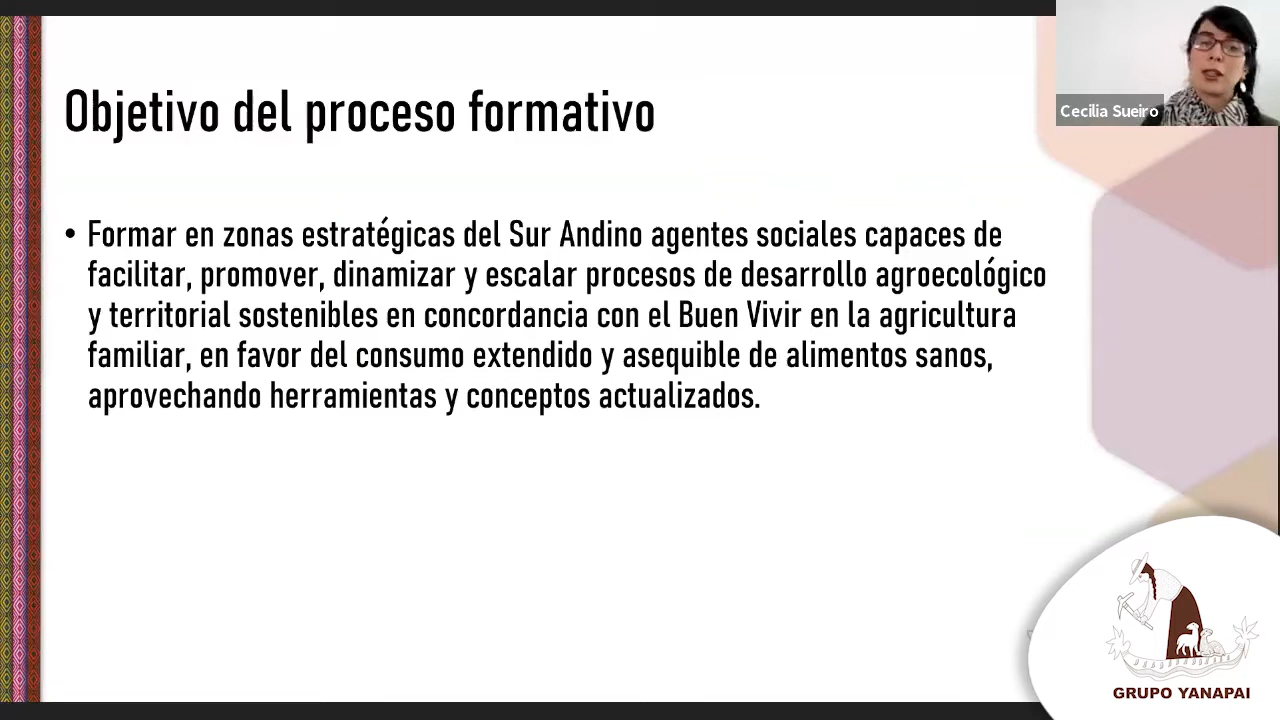 Objetivo del proceso formativo
Cecilia Sueiro
• Formar en zonas estratégicas del Sur Andino agentes sociales capaces de
facilitar, promover, dinamizar y escalar procesos de desarrollo agroecológico
y territorial sostenibles en concordancia con el Buen Vivir en la agricultura
familiar, en favor del consumo extendido y asequible de alimentos sanos,
aprovechando herramientas y conceptos actualizados.
GRUPO YANAPAI